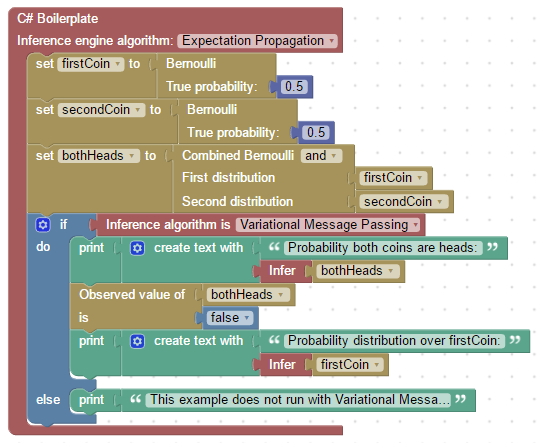 C# Boilerplate
Inference engine algorithm: Expectation Propagation
set firstCoin to Bernoulli
True probability: 0.5
set secondCoin to Bernoulli
True probability: 0.5
set bothHeads to Combined Bernoulli and
First distribution firstCoin
Second distribution secondCoin
if Inference algorithm is Variational Message Passing
do print create text with “ Probability both coins are heads: ”
Infer bothHeads
Observed value of bothHeads
is false
print create text with “ Probability distribution over firstCoin: ”
Infer firstCoin
else print “ This example does not run with Variational Messa... ”